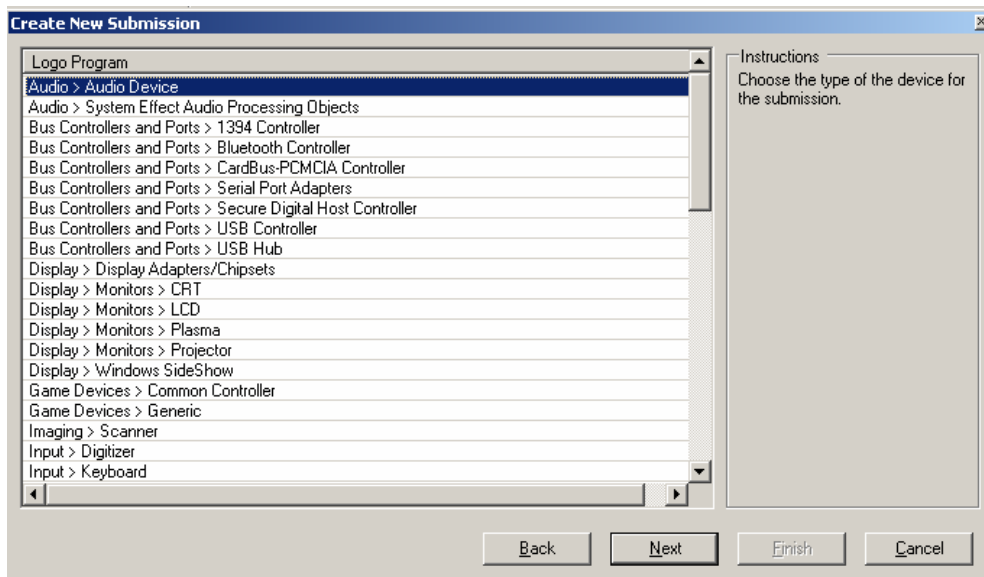 Create New Submission
Logo Program
Audio > Audio Device
Audio > System Effect Audio Processing Objects
Bus Controllers and Ports > 1394 Controller
Bus Controllers and Ports > Bluetooth Controller
Bus Controllers and Ports > CardBus-PCMCIA Controller
Bus Controllers and Ports > Serial Port Adapters
Bus Controllers and Ports > Secure Digital Host Controller
Bus Controllers and Ports > USB Controller
Bus Controllers and Ports > USB Hub
Display > Display Adapters/Chipsets
Display > Monitors > CRT
Display > Monitors > LCD
Display > Monitors > Plasma
Display > Monitors > Projector
Display > Windows SideShow
Game Devices > Common Controller
Game Devices > Generic
Imaging > Scanner
Input > Digitizer
Input > Keyboard
Instructions
Choose the type of the device for
the submission.
Back
Next
Finish
Cancel